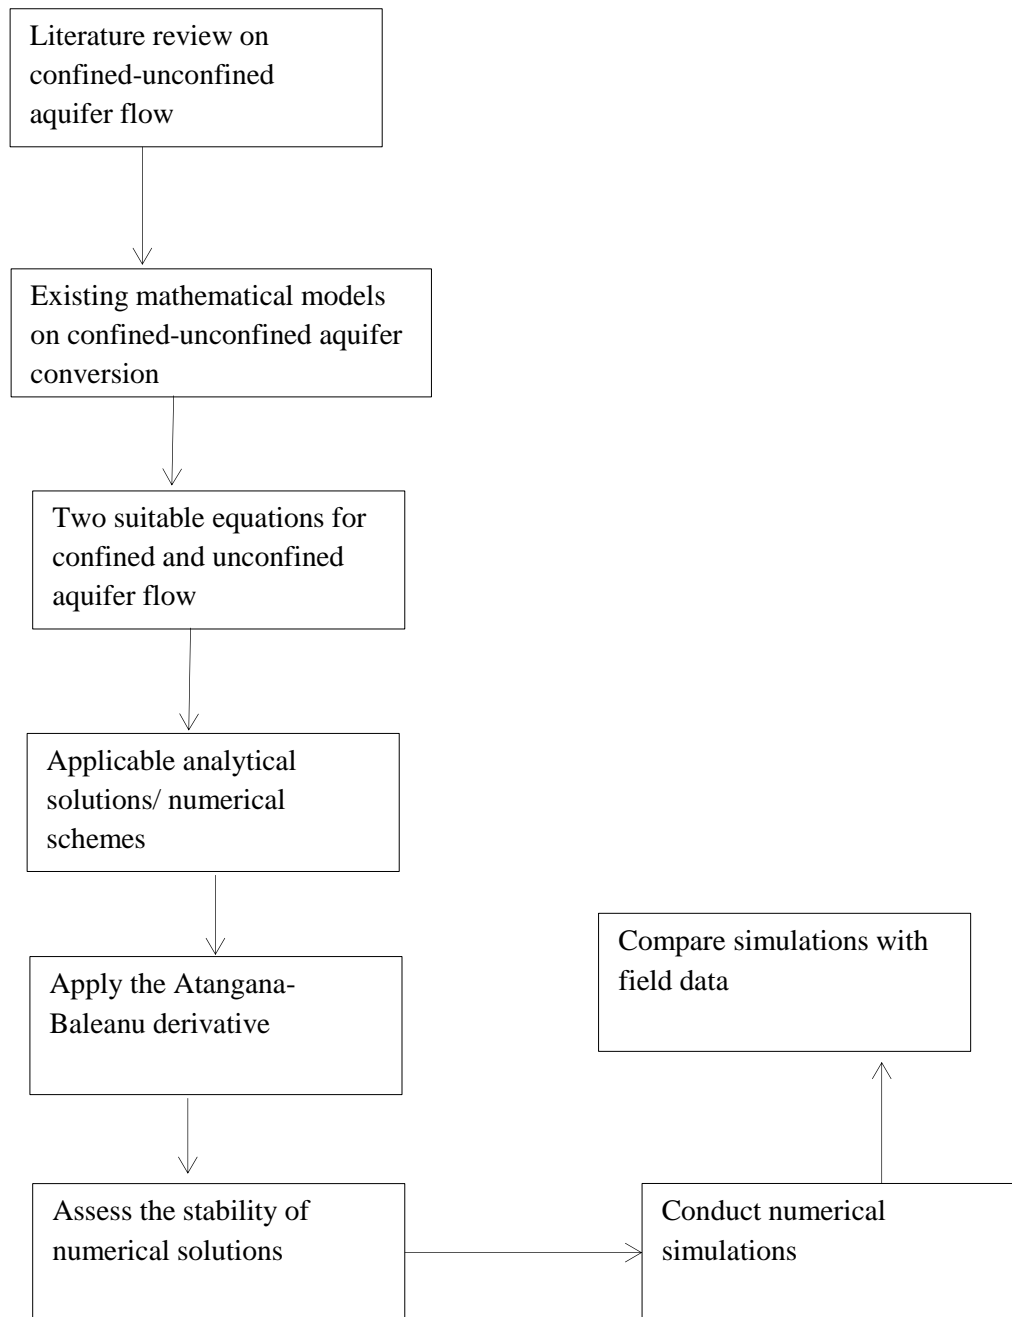 Literature review on
confined-unconfined
aquifer flow
Existing mathematical models
on confined-unconfined aquifer
conversion
Two suitable equations for
confined and unconfined
aquifer flow
Applicable analytical
solutions/ numerical
schemes
Apply the Atangana-
Baleanu derivative
Assess the stability of
numerical solutions
Conduct numerical
simulations
Compare simulations with
field data